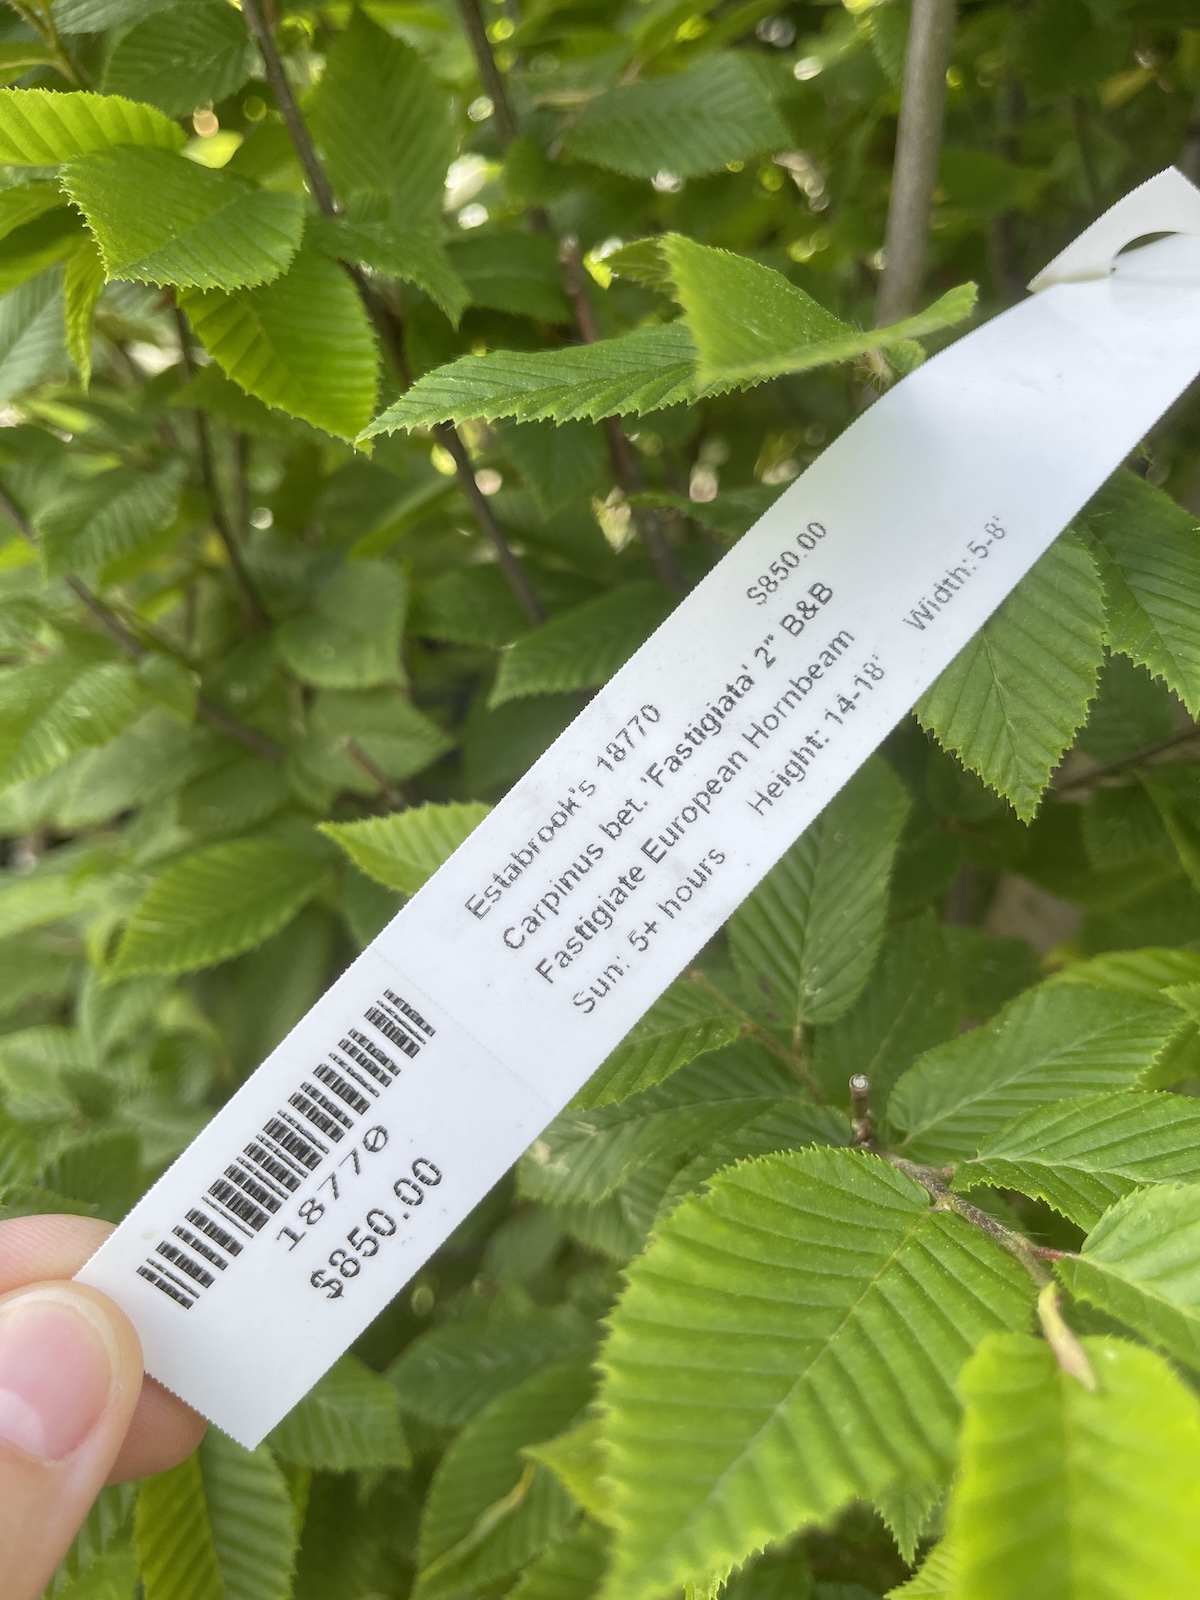 Estabrook's 18770 $850.00
Carpinus bet. 'Fastigiata' 2" B&B
Fastigiate European Hornbeam
Sun: 5+ hours Height: 14-18' Width: 5-8'
18770
$850.00